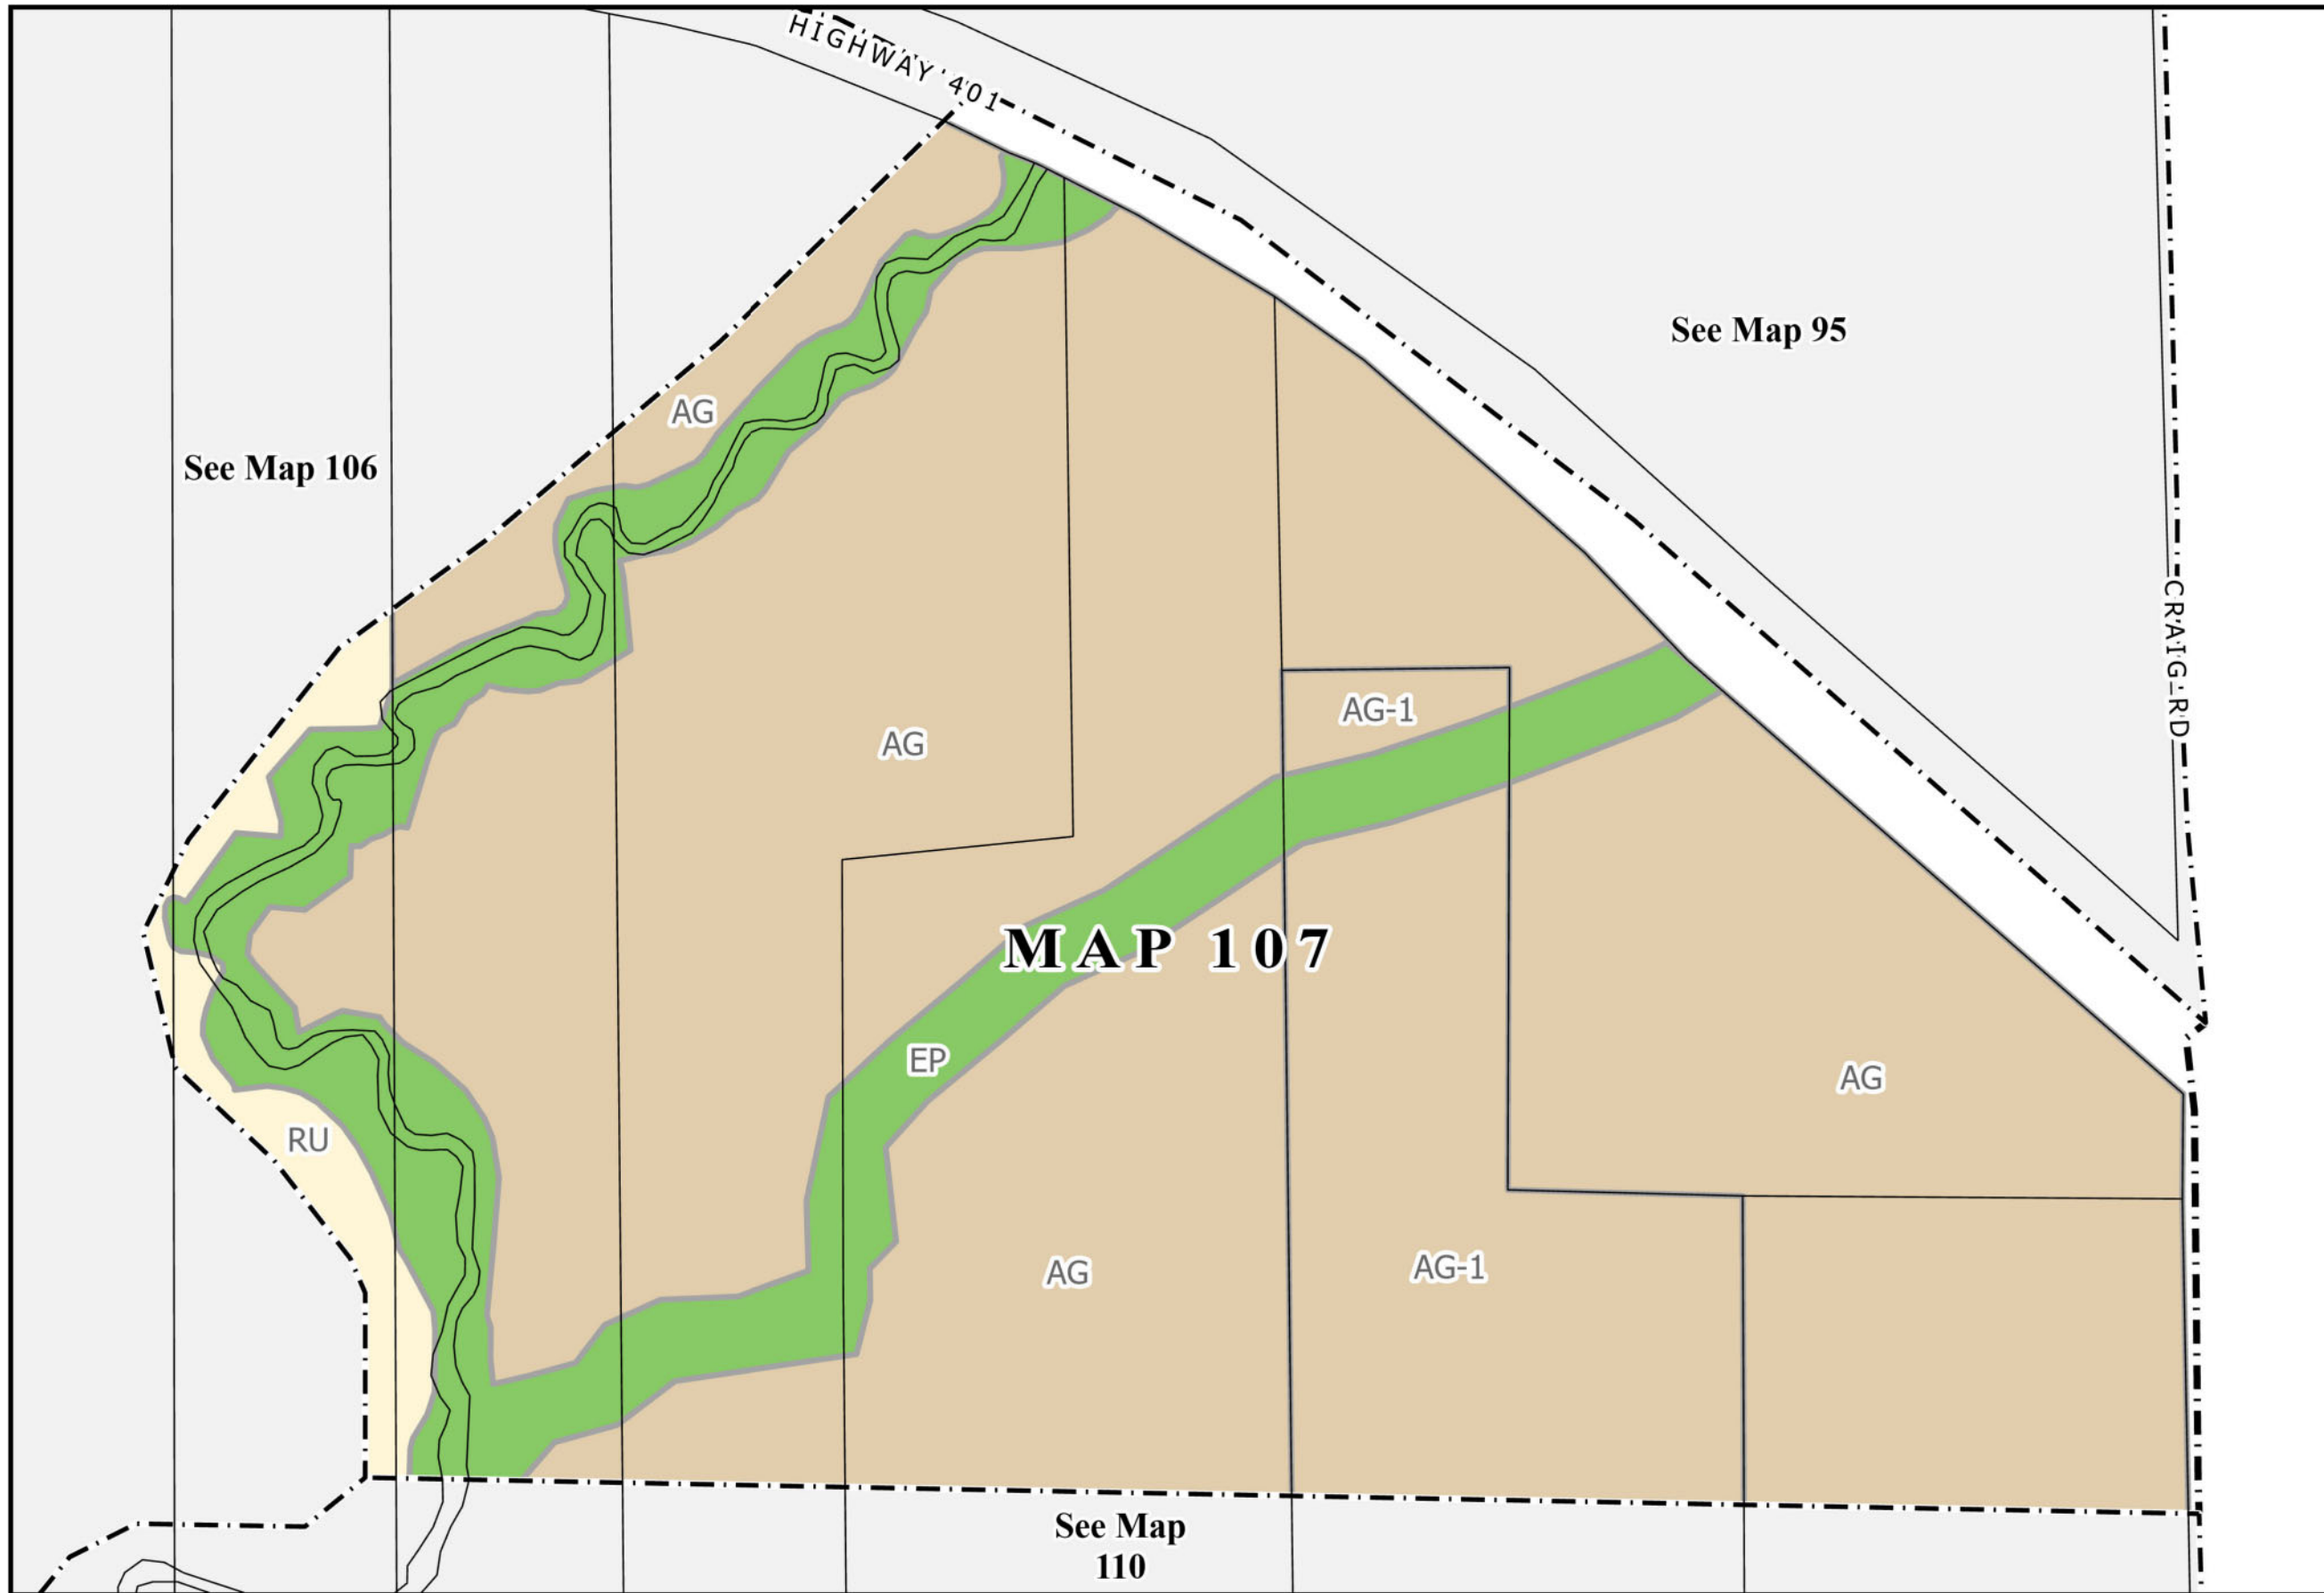 HIGHWAY 401
See Map 95
AG
See Map 106
CRAIG RD
AG-1
AG
MAP 107
EP
AG
RU
AG-1
AG
See Map
110